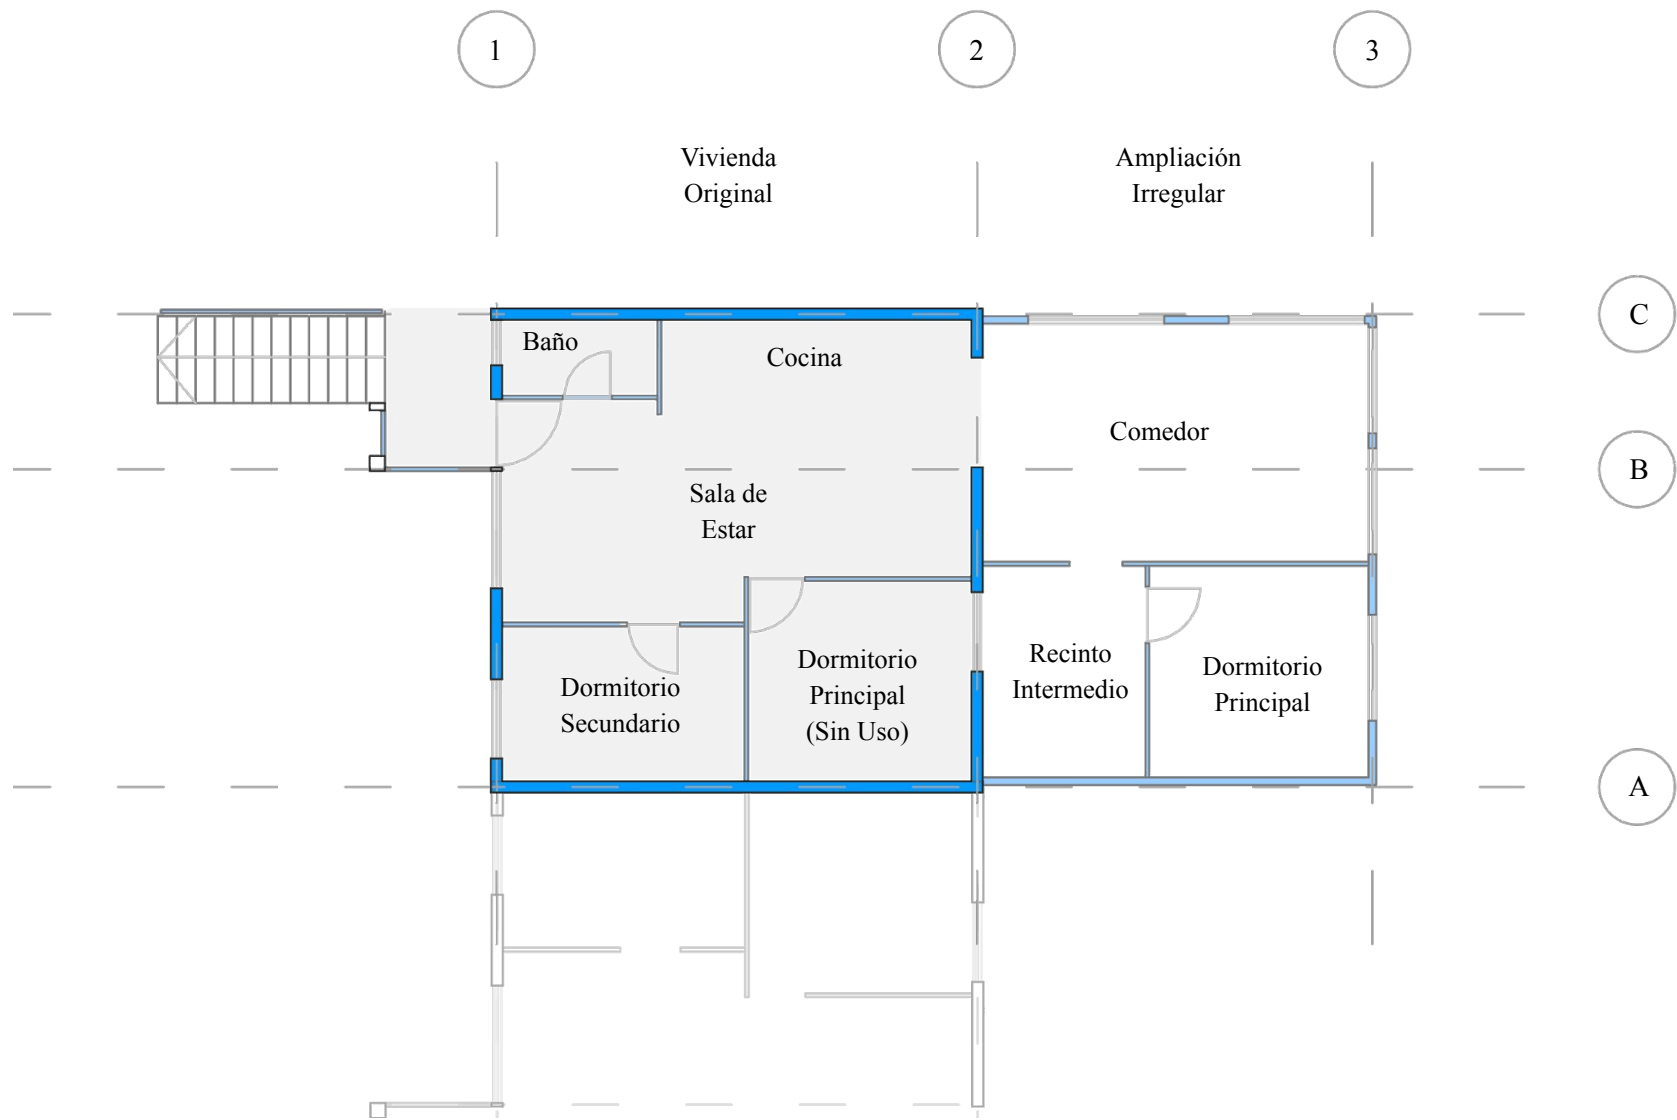 1
2
3
Vivienda
Original
Ampliación
Irregular
C
Baño
Cocina
Comedor
B
Sala de
Estar
Dormitorio
Secundario
Dormitorio
Principal
(Sin Uso)
Recinto
Intermedio
Dormitorio
Principal
A